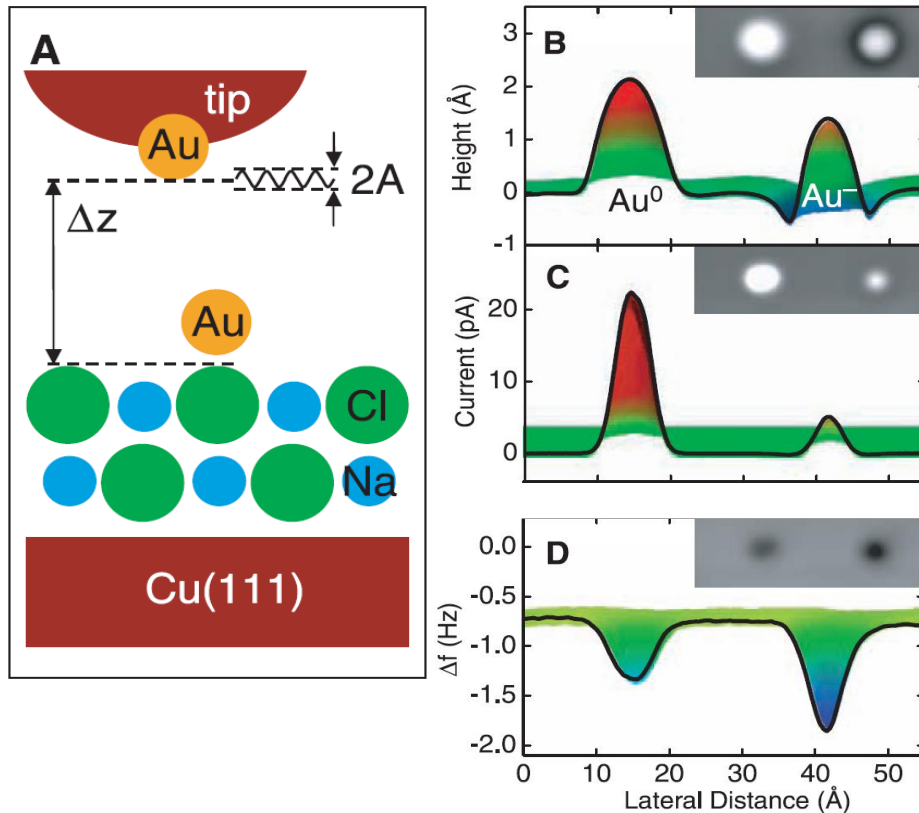 A
tip
Au
2A
Δz
Au
Cl
Na
Cu(111)
B
Height (Å)
3
2
1
0
-1
Au⁰
Au⁻
C
Current (pA)
20
10
0
D
Δf (Hz)
0.0
-0.5
-1.0
-1.5
-2.0
0 10 20 30 40 50
Lateral Distance (Å)